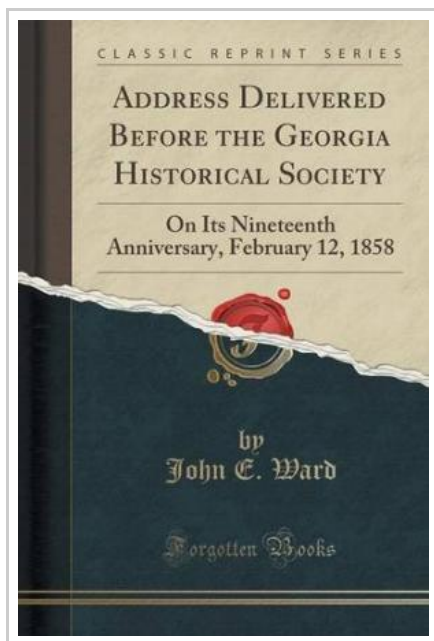 CLASSIC REPRINT SERIES
ADDRESS DELIVERED
BEFORE THE GEORGIA
HISTORICAL SOCIETY
On Its Nineteenth
Anniversary, February 12, 1858
by
John E. Ward
Forgotten Books